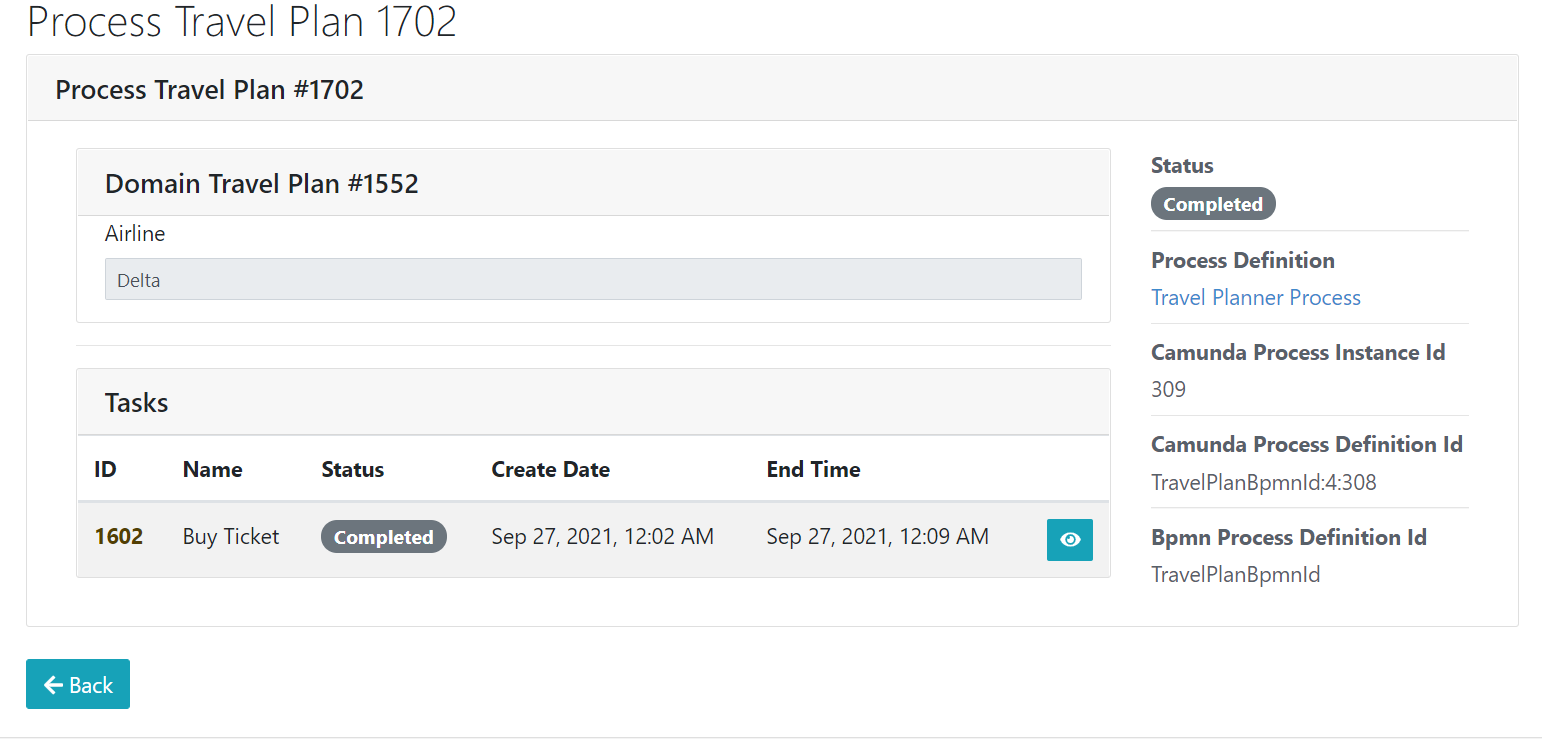 Process Travel Plan 1702
Process Travel Plan #1702
Domain Travel Plan #1552
Airline
Delta
Tasks
ID Name Status Create Date End Time
1602 Buy Ticket Completed Sep 27, 2021, 12:02 AM Sep 27, 2021, 12:09 AM
Status
Completed
Process Definition
Travel Planner Process
Camunda Process Instance Id
309
Camunda Process Definition Id
TravelPlanBpmnId:4:308
Bpmn Process Definition Id
TravelPlanBpmnId
Back